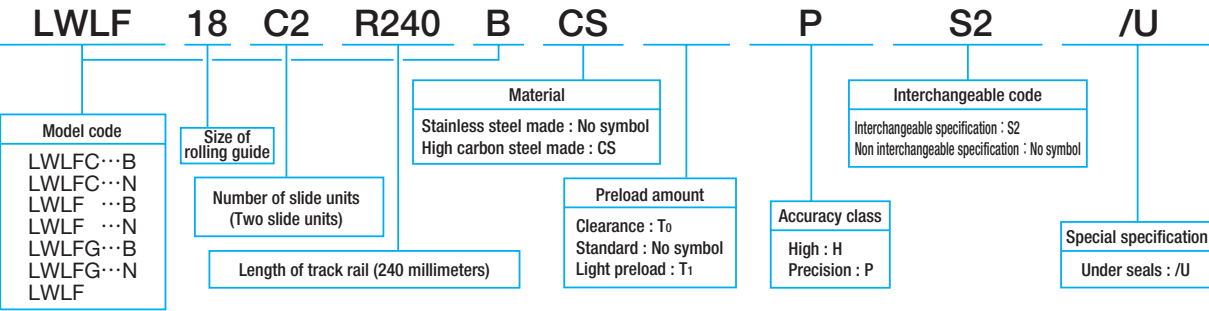 LWLF 18 C2 R240 B CS P S2 /U
Model code
LWLFC…B
LWLFC…N
LWLF …B
LWLF …N
LWLFG…B
LWLFG…N
LWLF
Size of
rolling guide
Number of slide units
(Two slide units)
Length of track rail (240 millimeters)
Material
Stainless steel made : No symbol
High carbon steel made : CS
Preload amount
Clearance : T₀
Standard : No symbol
Light preload : T₁
Accuracy class
High : H
Precision : P
Interchangeable code
Interchangeable specification : S2
Non interchangeable specification : No symbol
Special specification
Under seals : /U